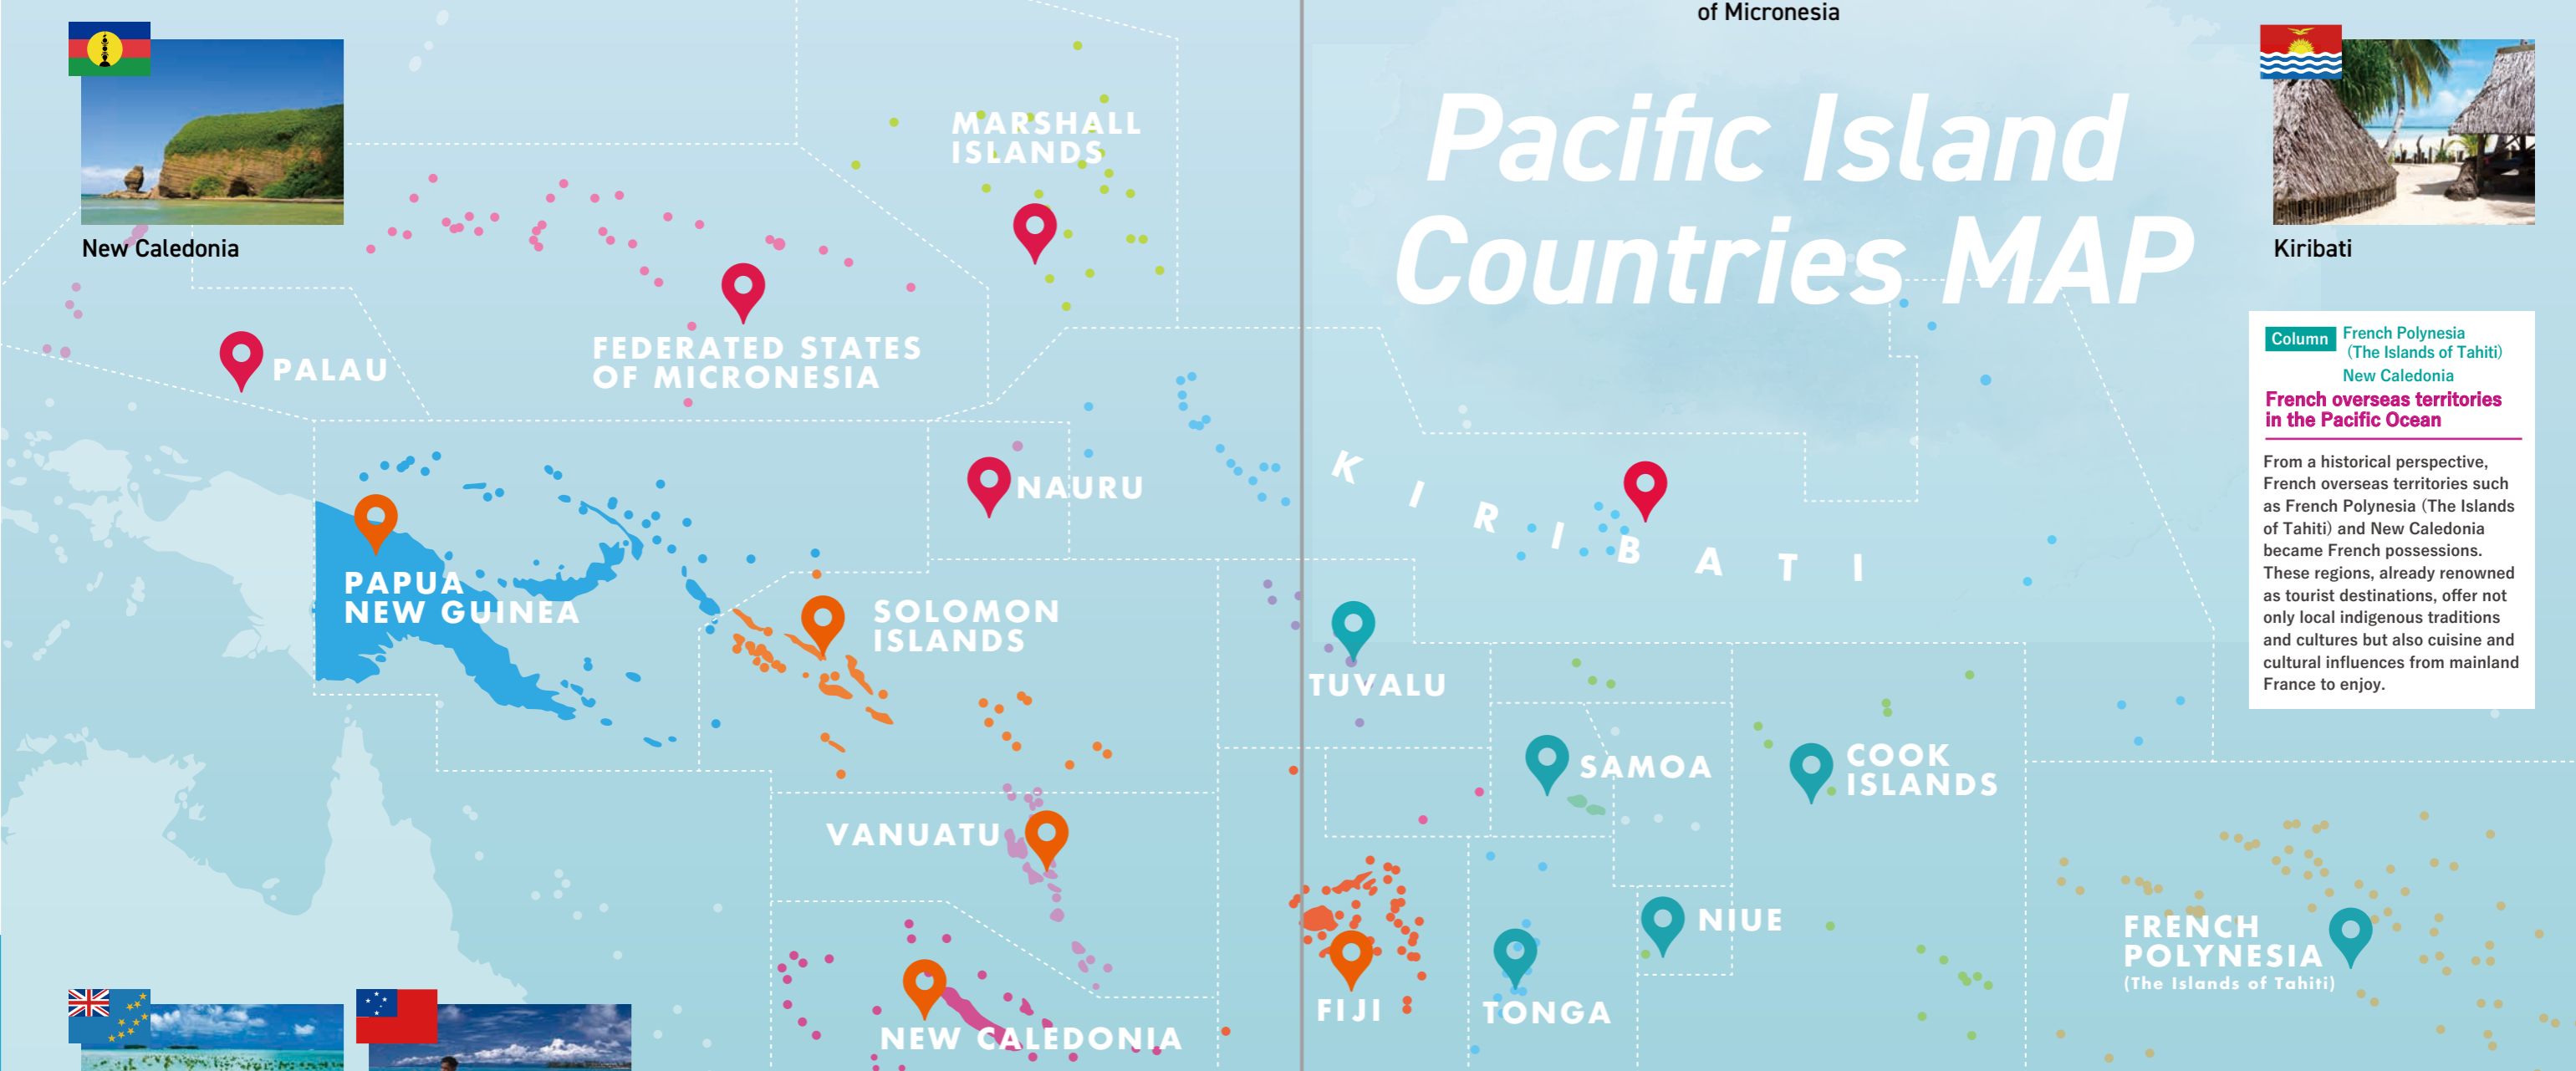 of Micronesia
Pacific Island
Countries MAP
New Caledonia
Kiribati
MARSHALL
ISLANDS
PALAU
FEDERATED STATES
OF MICRONESIA
NAURU
KIRIBATI
PAPUA
NEW GUINEA
SOLOMON
ISLANDS
TUVALU
SAMOA
COOK
ISLANDS
VANUATU
NIUE
FRENCH
POLYNESIA
(The Islands of Tahiti)
FIJI
TONGA
NEW CALEDONIA
Column French Polynesia
(The Islands of Tahiti)
New Caledonia
French overseas territories
in the Pacific Ocean
From a historical perspective,
French overseas territories such
as French Polynesia (The Islands
of Tahiti) and New Caledonia
became French possessions.
These regions, already renowned
as tourist destinations, offer not
only local indigenous traditions
and cultures but also cuisine and
cultural influences from mainland
France to enjoy.